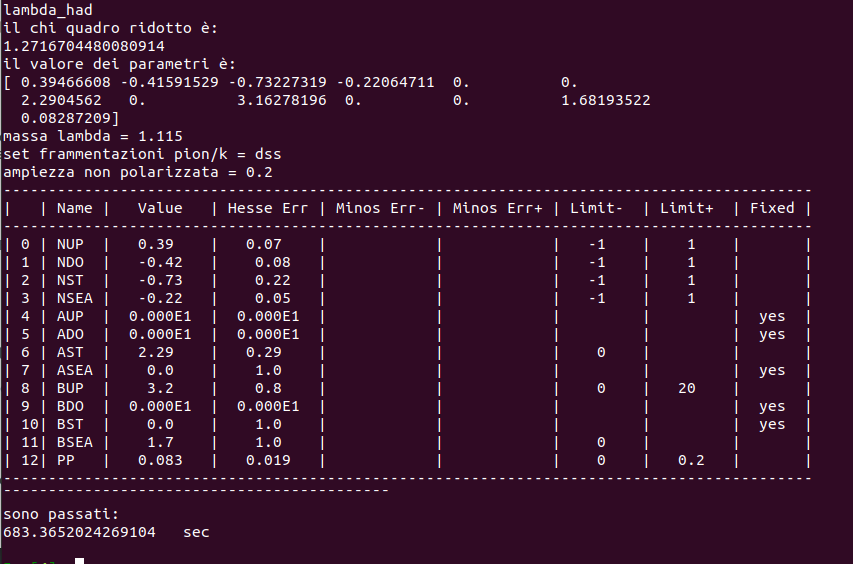 lambda_had
il chi quadro ridotto è:
1.2716704480080914
il valore dei parametri è:
[ 0.39466608 -0.41591529 -0.73227319 -0.22064711  0.          0.
  2.2904562   0.          3.16278196  0.          0.          1.68193522
  0.08287209]
massa lambda = 1.115
set frammentazioni pion/k = dss
ampiezza non polarizzata = 0.2
------------------------------------------------------------------------------------------
|   | Name |   Value   | Hesse Err | Minos Err- | Minos Err+ | Limit-  | Limit+  | Fixed |
------------------------------------------------------------------------------------------
| 0 | NUP  |   0.39    |   0.07    |            |            |   -1    |    1    |       |
| 1 | NDO  |   -0.42   |    0.08   |            |            |   -1    |    1    |       |
| 2 | NST  |   -0.73   |   0.22    |            |            |   -1    |    1    |       |
| 3 | NSEA |   -0.22   |   0.05    |            |            |   -1    |    1    |       |
| 4 | AUP  |  0.000E1  |  0.000E1  |            |            |         |         |  yes  |
| 5 | ADO  |  0.000E1  |  0.000E1  |            |            |         |         |  yes  |
| 6 | AST  |   2.29    |   0.29    |            |            |    0    |         |       |
| 7 | ASEA |    0.0    |    1.0    |            |            |         |         |  yes  |
| 8 | BUP  |    3.2    |    0.8    |            |            |    0    |   20    |       |
| 9 | BDO  |  0.000E1  |  0.000E1  |            |            |         |         |  yes  |
| 10| BST  |    0.0    |    1.0    |            |            |         |         |  yes  |
| 11| BSEA |    1.7    |    1.0    |            |            |    0    |         |       |
| 12| PP   |   0.083   |   0.019   |            |            |    0    |   0.2   |       |
------------------------------------------------------------------------------------------
-------------------------------------------
sono passati:
683.3652024269104   sec